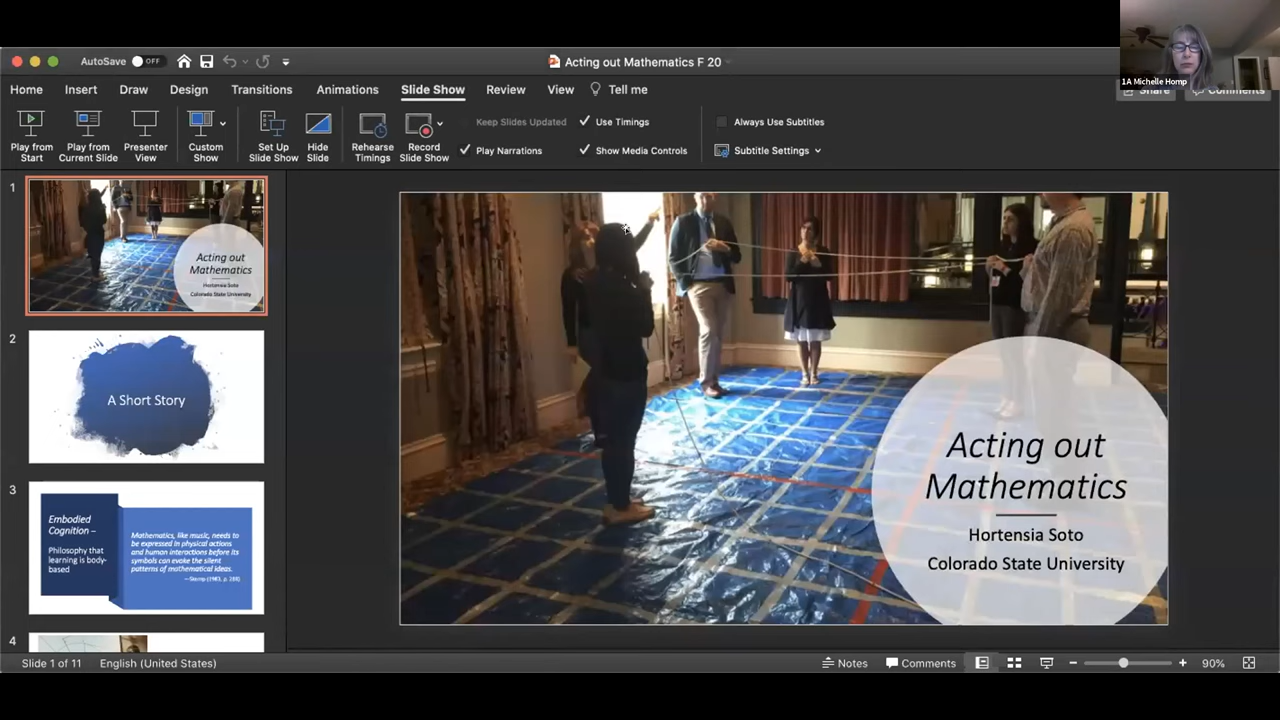 1A Michelle Homp
AutoSave OFF
Acting out Mathematics F 20
Home Insert Draw Design Transitions Animations Slide Show Review View Tell me
Share Comments
Play from Start
Play from Current Slide
Presenter View
Custom Show
Set Up Slide Show
Hide Slide
Rehearse Timings
Record Slide Show
Keep Slides Updated
Use Timings
Play Narrations
Show Media Controls
Always Use Subtitles
Subtitle Settings
1
Acting out
Mathematics
Hortensia Soto
Colorado State University
2
A Short Story
3
Embodied
Cognition –
Philosophy that
learning is body-
based
Mathematics, like music, needs to
be expressed in physical actions
and human interactions before its
symbols can evoke the silent
patterns of mathematical ideas.
4
Acting out
Mathematics
Hortensia Soto
Colorado State University
Slide 1 of 11 English (United States)
Notes Comments 90%